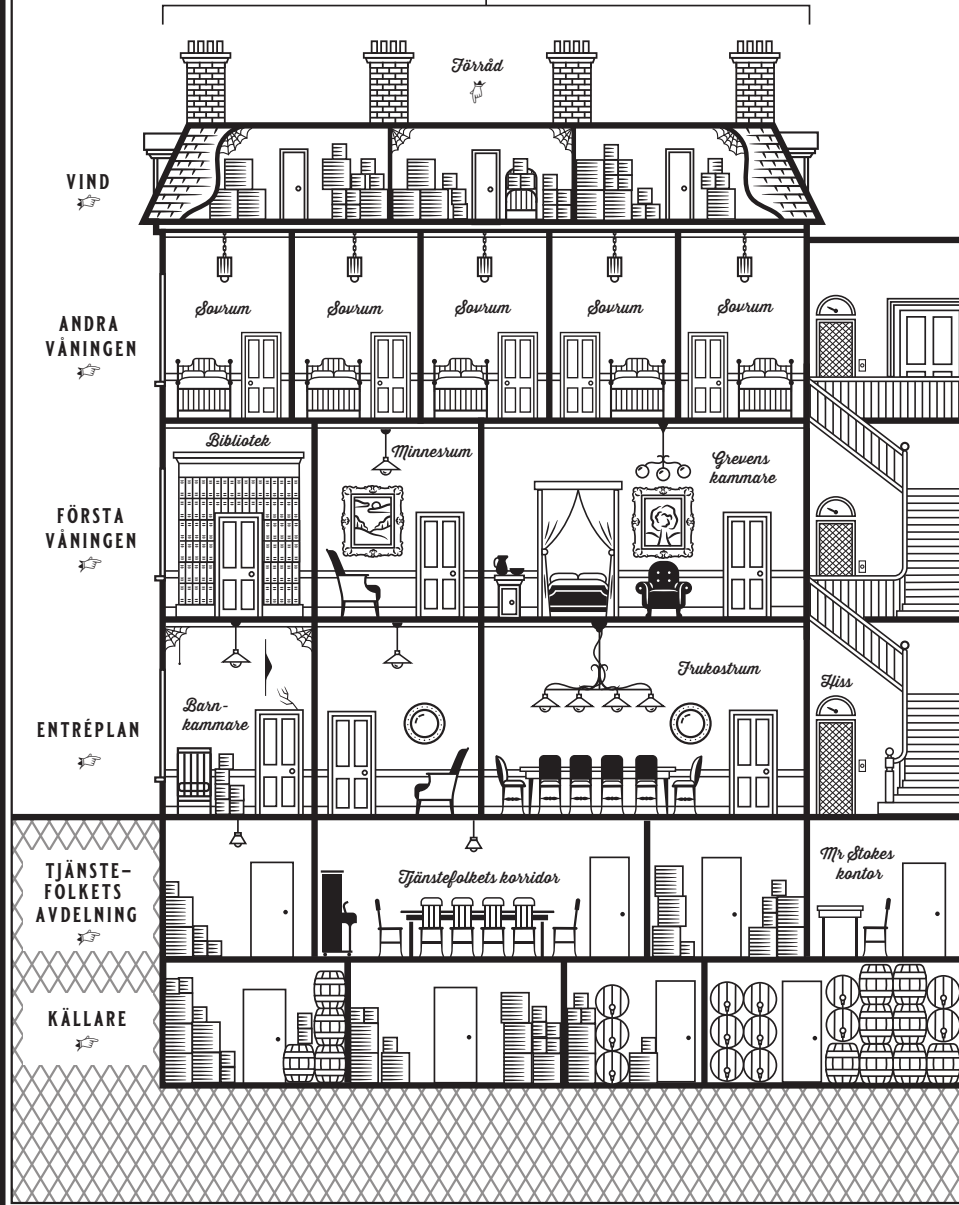 Förråd
VIND
ANDRA
VÅNINGEN
Sovrum
Sovrum
Sovrum
Sovrum
Sovrum
FÖRSTA
VÅNINGEN
Bibliotek
Minnesrum
Grevens
kammare
ENTRÉPLAN
Barn-
kammare
Frukostrum
Hiss
TJÄNSTE-
FOLKETS
AVDELNING
Tjänstefolkets korridor
Mr Stokes
kontor
KÄLLARE